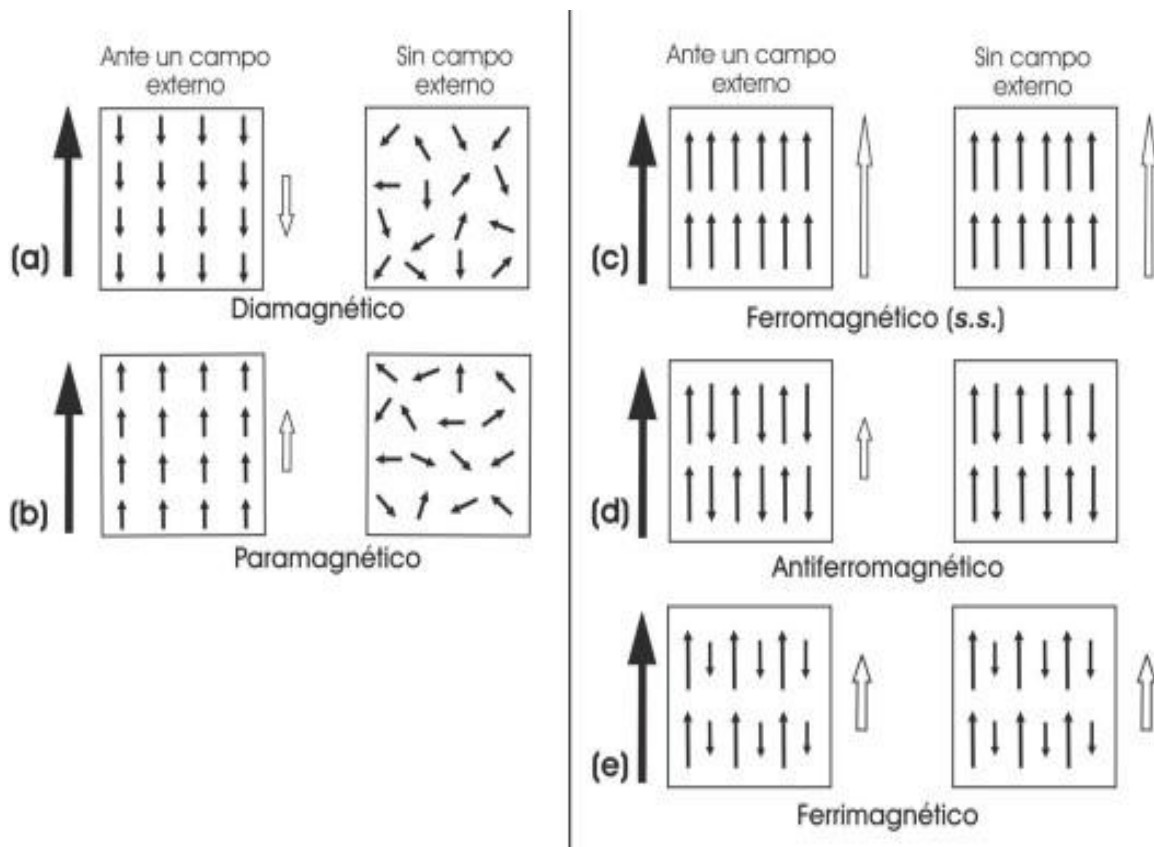 Ante un campo
externo
Sin campo
externo
(a)
Diamagnético
(b)
Paramagnético
Ante un campo
externo
Sin campo
externo
(c)
Ferromagnético (s.s.)
(d)
Antiferromagnético
(e)
Ferrimagnético